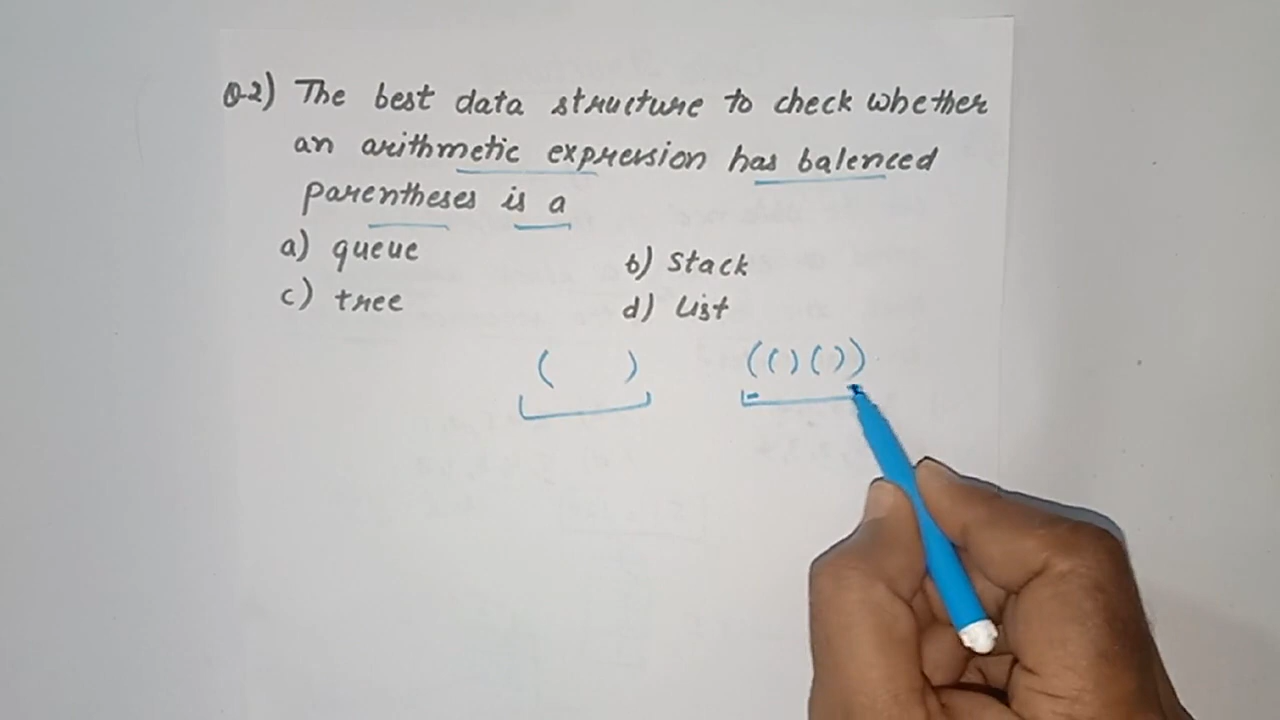 Q-2) The best data structure to check whether
an arithmetic expression has balenced
parentheses is a
a) queue
b) Stack
c) tree
d) List
( ) (()())